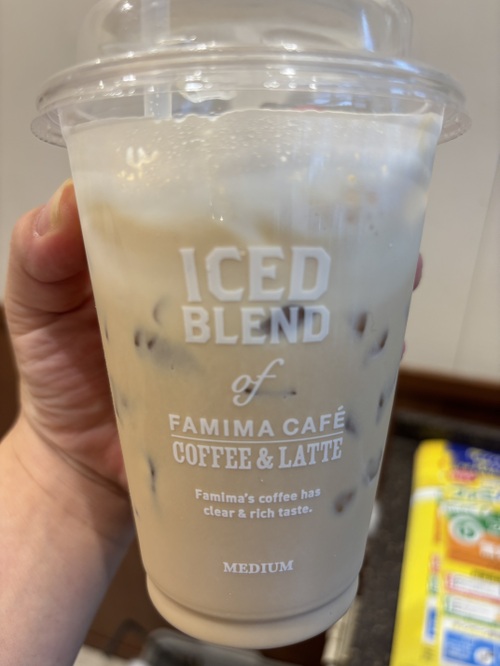 ICED
BLEND
of
FAMIMA CAFÉ
COFFEE & LATTE
Famima's coffee has
clear & rich taste.
MEDIUM